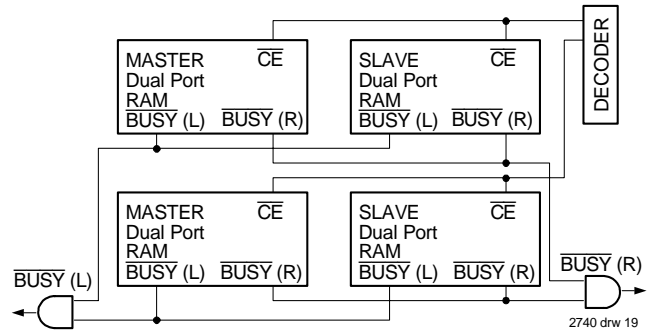 MASTER
Dual Port
RAM
CE
BUSY (L) BUSY (R)
SLAVE
Dual Port
RAM
CE
BUSY (L) BUSY (R)
DECODER
MASTER
Dual Port
RAM
CE
BUSY (L) BUSY (R)
SLAVE
Dual Port
RAM
CE
BUSY (L) BUSY (R)
BUSY (L)
BUSY (R)
2740 drw 19